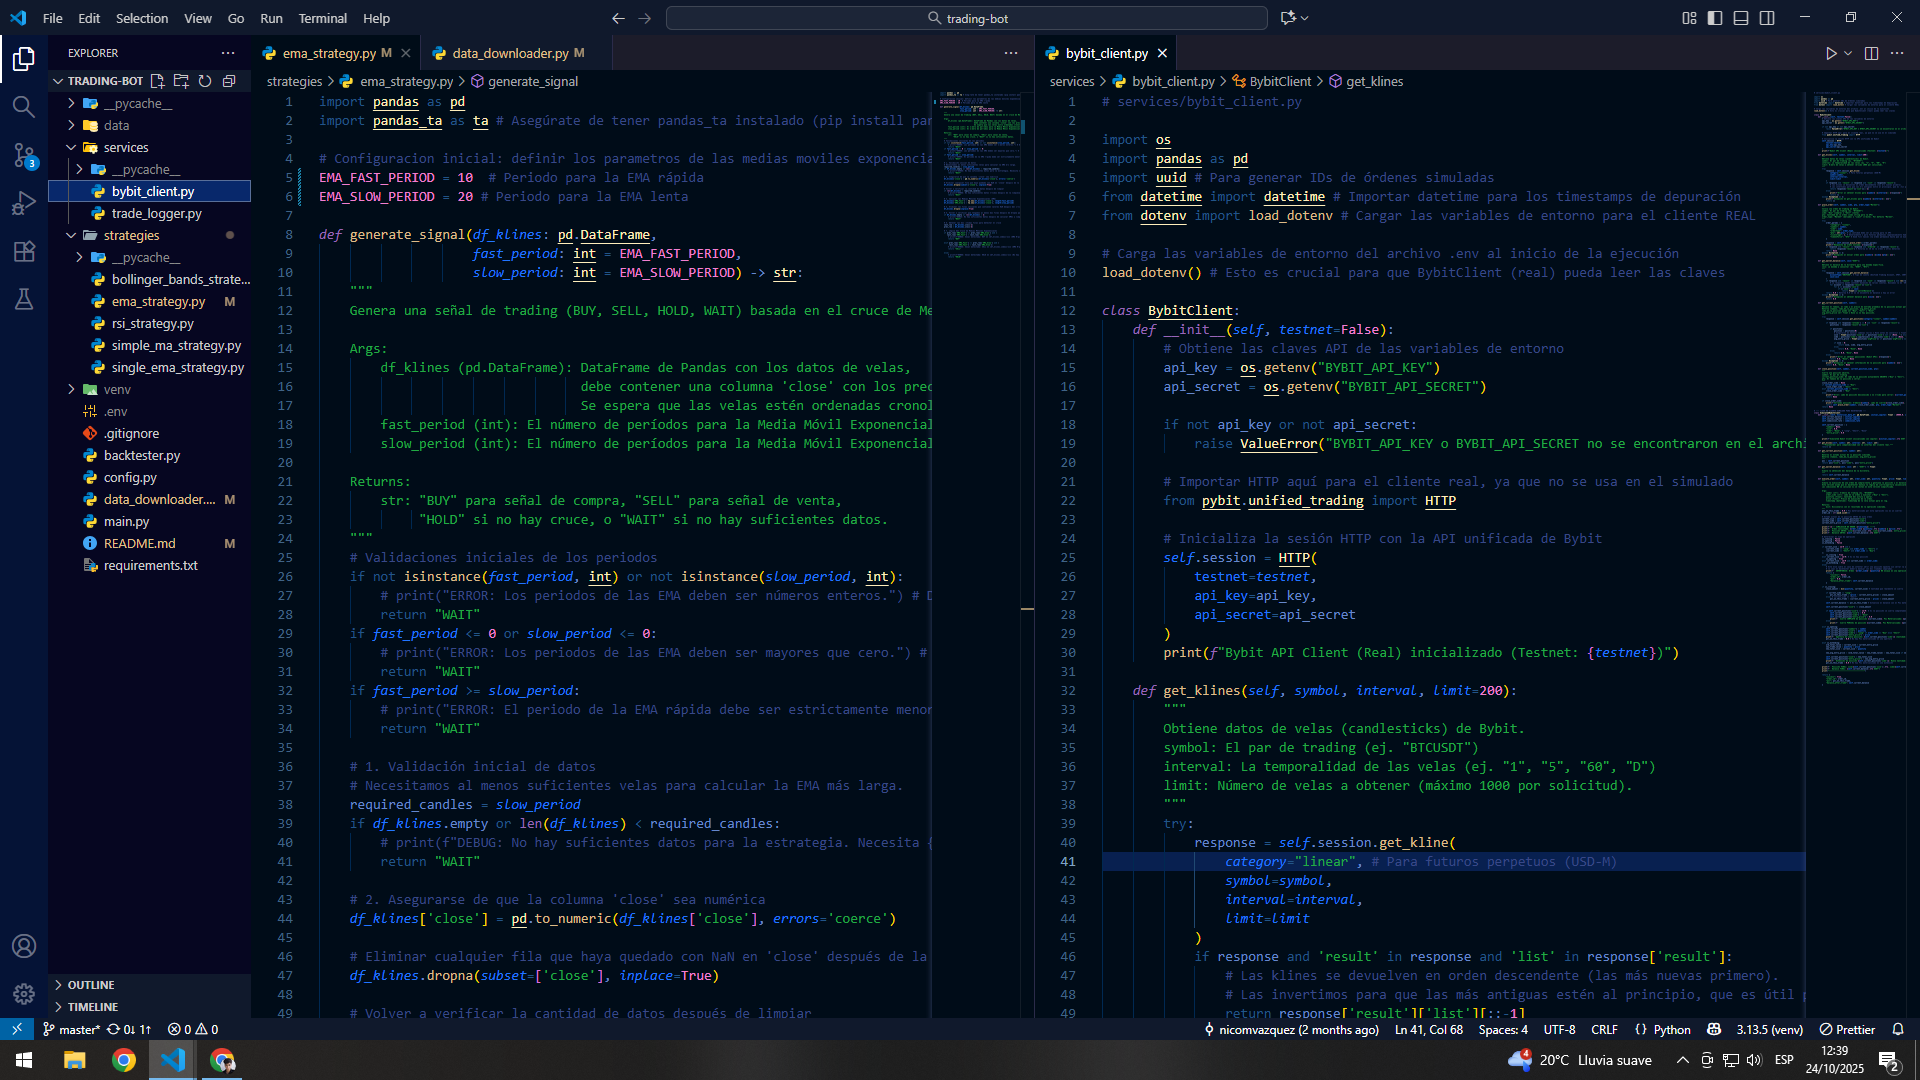 File Edit Selection View Go Run Terminal Help
trading-bot
EXPLORER
TRADING-BOT
__pycache__
data
services
__pycache__
bybit_client.py
trade_logger.py
strategies
__pycache__
bollinger_bands_strate...
ema_strategy.py M
rsi_strategy.py
simple_ma_strategy.py
single_ema_strategy.py
venv
.env
.gitignore
backtester.py
config.py
data_downloader.... M
main.py
README.md M
requirements.txt
OUTLINE
TIMELINE
3
ema_strategy.py M
data_downloader.py M
strategies > ema_strategy.py > generate_signal
1 import pandas as pd
2 import pandas_ta as ta # Asegúrate de tener pandas_ta instalado (pip install pan
3
4 # Configuracion inicial: definir los parametros de las medias moviles exponencia
5 EMA_FAST_PERIOD = 10 # Periodo para la EMA rápida
6 EMA_SLOW_PERIOD = 20 # Periodo para la EMA lenta
7
8 def generate_signal(df_klines: pd.DataFrame,
9 fast_period: int = EMA_FAST_PERIOD,
10 slow_period: int = EMA_SLOW_PERIOD) -> str:
11 """
12 Genera una señal de trading (BUY, SELL, HOLD, WAIT) basada en el cruce de Me
13
14 Args:
15 df_klines (pd.DataFrame): DataFrame de Pandas con los datos de velas,
16 debe contener una columna 'close' con los prec
17 Se espera que las velas estén ordenadas cronol
18 fast_period (int): El número de períodos para la Media Móvil Exponencial
19 slow_period (int): El número de períodos para la Media Móvil Exponencial
20
21 Returns:
22 str: "BUY" para señal de compra, "SELL" para señal de venta,
23 "HOLD" si no hay cruce, o "WAIT" si no hay suficientes datos.
24 """
25 # Validaciones iniciales de los periodos
26 if not isinstance(fast_period, int) or not isinstance(slow_period, int):
27 # print("ERROR: Los periodos de las EMA deben ser números enteros.") # D
28 return "WAIT"
29 if fast_period <= 0 or slow_period <= 0:
30 # print("ERROR: Los periodos de las EMA deben ser mayores que cero.") #
31 return "WAIT"
32 if fast_period >= slow_period:
33 # print("ERROR: El periodo de la EMA rápida debe ser estrictamente menor
34 return "WAIT"
35
36 # 1. Validación inicial de datos
37 # Necesitamos al menos suficientes velas para calcular la EMA más larga.
38 required_candles = slow_period
39 if df_klines.empty or len(df_klines) < required_candles:
40 # print(f"DEBUG: No hay suficientes datos para la estrategia. Necesita {
41 return "WAIT"
42
43 # 2. Asegurarse de que la columna 'close' sea numérica
44 df_klines['close'] = pd.to_numeric(df_klines['close'], errors='coerce')
45
46 # Eliminar cualquier fila que haya quedado con NaN en 'close' después de la
47 df_klines.dropna(subset=['close'], inplace=True)
48
49 # Volver a verificar la cantidad de datos después de limpiar
bybit_client.py
services > bybit_client.py > BybitClient > get_klines
1 # services/bybit_client.py
2
3 import os
4 import pandas as pd
5 import uuid # Para generar IDs de órdenes simuladas
6 from datetime import datetime # Importar datetime para los timestamps de depuración
7 from dotenv import load_dotenv # Cargar las variables de entorno para el cliente REAL
8
9 # Carga las variables de entorno del archivo .env al inicio de la ejecución
10 load_dotenv() # Esto es crucial para que BybitClient (real) pueda leer las claves
11
12 class BybitClient:
13 def __init__(self, testnet=False):
14 # Obtiene las claves API de las variables de entorno
15 api_key = os.getenv("BYBIT_API_KEY")
16 api_secret = os.getenv("BYBIT_API_SECRET")
17
18 if not api_key or not api_secret:
19 raise ValueError("BYBIT_API_KEY o BYBIT_API_SECRET no se encontraron en el archi
20
21 # Importar HTTP aquí para el cliente real, ya que no se usa en el simulado
22 from pybit.unified_trading import HTTP
23
24 # Inicializa la sesión HTTP con la API unificada de Bybit
25 self.session = HTTP(
26 testnet=testnet,
27 api_key=api_key,
28 api_secret=api_secret
29 )
30 print(f"Bybit API Client (Real) inicializado (Testnet: {testnet})")
31
32 def get_klines(self, symbol, interval, limit=200):
33 """
34 Obtiene datos de velas (candlesticks) de Bybit.
35 symbol: El par de trading (ej. "BTCUSDT")
36 interval: La temporalidad de las velas (ej. "1", "5", "60", "D")
37 limit: Número de velas a obtener (máximo 1000 por solicitud).
38 """
39 try:
40 response = self.session.get_kline(
41 category="linear", # Para futuros perpetuos (USD-M)
42 symbol=symbol,
43 interval=interval,
44 limit=limit
45 )
46 if response and 'result' in response and 'list' in response['result']:
47 # Las klines se devuelven en orden descendente (las más nuevas primero).
48 # Las invertimos para que las más antiguas estén al principio, que es útil p
49 return response['result']['list'][::-1]
master* 0↓ 1↑ 0 0
nicomvazquez (2 months ago) Ln 41, Col 68 Spaces: 4 UTF-8 CRLF {} Python 3.13.5 (venv) Prettier
4 20°C Lluvia suave ESP 12:39
24/10/2025 2